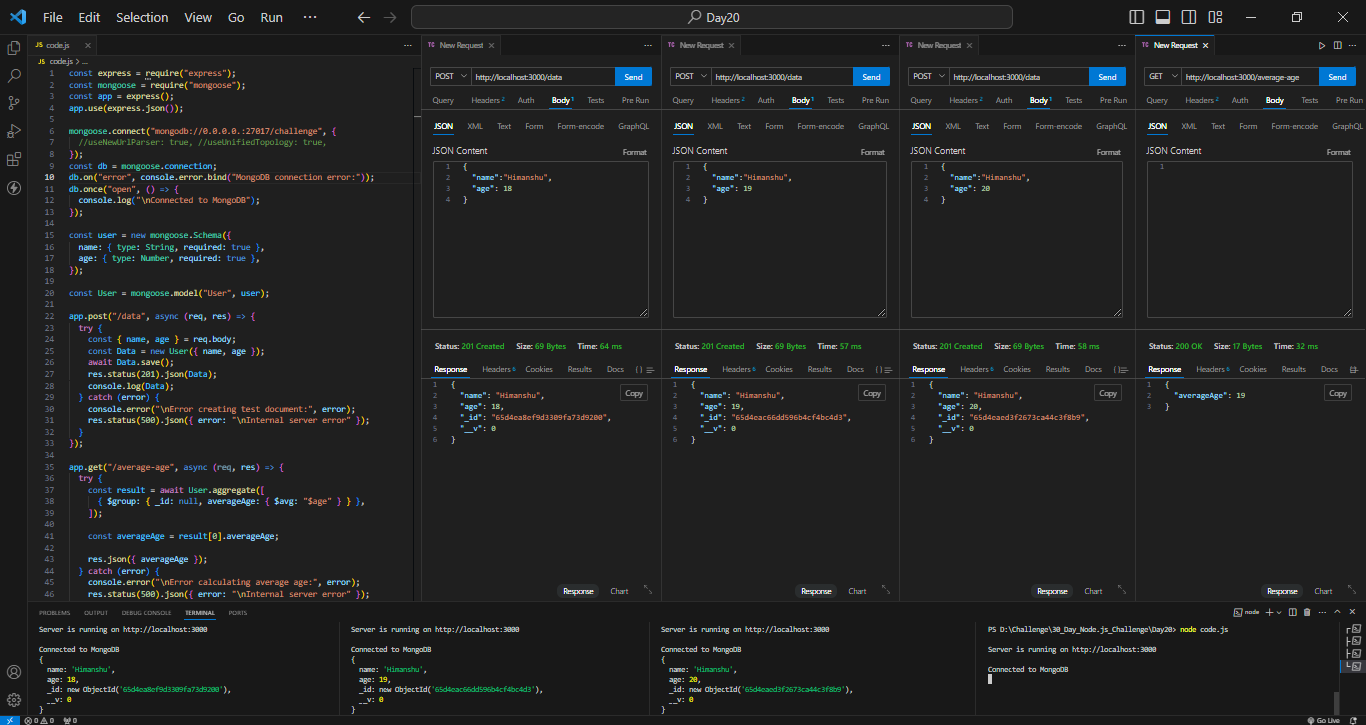 File Edit Selection View Go Run ··· Day20
JS code.js × ···
JS code.js > ...
1 const express = require("express");
2 const mongoose = require("mongoose");
3 const app = express();
4 app.use(express.json());
5
6 mongoose.connect("mongodb://0.0.0.0.:27017/challenge", {
7 //useNewUrlParser: true, //useUnifiedTopology: true,
8 });
9 const db = mongoose.connection;
10 db.on("error", console.error.bind("MongoDB connection error:"));
11 db.once("open", () => {
12 console.log("\nConnected to MongoDB");
13 });
14
15 const user = new mongoose.Schema({
16 name: { type: String, required: true },
17 age: { type: Number, required: true },
18 });
19
20 const User = mongoose.model("User", user);
21
22 app.post("/data", async (req, res) => {
23 try {
24 const { name, age } = req.body;
25 const Data = new User({ name, age });
26 await Data.save();
27 res.status(201).json(Data);
28 console.log(Data);
29 } catch (error) {
30 console.error("\nError creating test document:", error);
31 res.status(500).json({ error: "\nInternal server error" });
32 }
33 });
34
35 app.get("/average-age", async (req, res) => {
36 try {
37 const result = await User.aggregate([
38 { $group: { _id: null, averageAge: { $avg: "$age" } } },
39 ]);
40
41 const averageAge = result[0].averageAge;
42
43 res.json({ averageAge });
44 } catch (error) {
45 console.error("\nError calculating average age:", error);
46 res.status(500).json({ error: "\nInternal server error" });
TC New Request × ···
POST http://localhost:3000/data Send
Query Headers 2 Auth Body 1 Tests Pre Run
JSON XML Text Form Form-encode GraphQL
JSON Content Format
1 {
2 "name":"Himanshu",
3 "age": 18
4 }
Status: 201 Created Size: 69 Bytes Time: 64 ms
Response Headers 6 Cookies Results Docs {}
1 {
2 "name": "Himanshu",
3 "age": 18,
4 "_id": "65d4ea8ef9d3309fa73d9200",
5 "__v": 0
6 }
Copy
Response Chart
TC New Request × ···
POST http://localhost:3000/data Send
Query Headers 2 Auth Body 1 Tests Pre Run
JSON XML Text Form Form-encode GraphQL
JSON Content Format
1 {
2 "name":"Himanshu",
3 "age": 19
4 }
Status: 201 Created Size: 69 Bytes Time: 57 ms
Response Headers 6 Cookies Results Docs {}
1 {
2 "name": "Himanshu",
3 "age": 19,
4 "_id": "65d4eac66dd596b4cf4bc4d3",
5 "__v": 0
6 }
Copy
Response Chart
TC New Request × ···
POST http://localhost:3000/data Send
Query Headers 2 Auth Body 1 Tests Pre Run
JSON XML Text Form Form-encode GraphQL
JSON Content Format
1 {
2 "name":"Himanshu",
3 "age": 20
4 }
Status: 201 Created Size: 69 Bytes Time: 58 ms
Response Headers 6 Cookies Results Docs {}
1 {
2 "name": "Himanshu",
3 "age": 20,
4 "_id": "65d4eaed3f2673ca44c3f8b9",
5 "__v": 0
6 }
Copy
Response Chart
TC New Request × ···
GET http://localhost:3000/average-age Send
Query Headers 2 Auth Body Tests Pre Run
JSON XML Text Form Form-encode GraphQL
JSON Content Format
1
Status: 200 OK Size: 17 Bytes Time: 32 ms
Response Headers 6 Cookies Results Docs
1 {
2 "averageAge": 19
3 }
Copy
Response Chart
PROBLEMS OUTPUT DEBUG CONSOLE TERMINAL PORTS node
Server is running on http://localhost:3000
Connected to MongoDB
{
name: 'Himanshu',
age: 18,
_id: new ObjectId('65d4ea8ef9d3309fa73d9200'),
__v: 0
}
Server is running on http://localhost:3000
Connected to MongoDB
{
name: 'Himanshu',
age: 19,
_id: new ObjectId('65d4eac66dd596b4cf4bc4d3'),
__v: 0
}
Server is running on http://localhost:3000
Connected to MongoDB
{
name: 'Himanshu',
age: 20,
_id: new ObjectId('65d4eaed3f2673ca44c3f8b9'),
__v: 0
}
PS D:\Challenge\30_Day_Node.js_Challenge\Day20> node code.js
Server is running on http://localhost:3000
Connected to MongoDB
0 0 0 Go Live